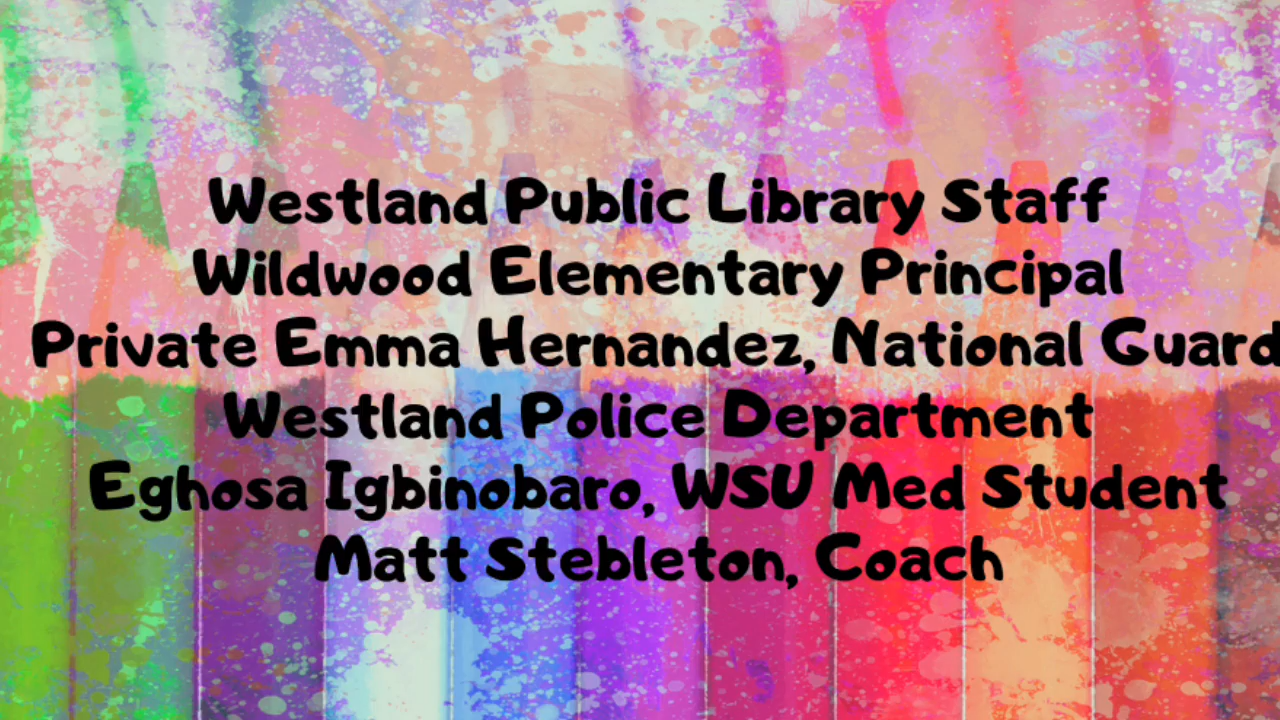 Westland Public Library Staff
Wildwood Elementary Principal
Private Emma Hernandez, National Guard
Westland Police Department
Eghosa Igbinobaro, WSU Med Student
Matt Stebleton, Coach